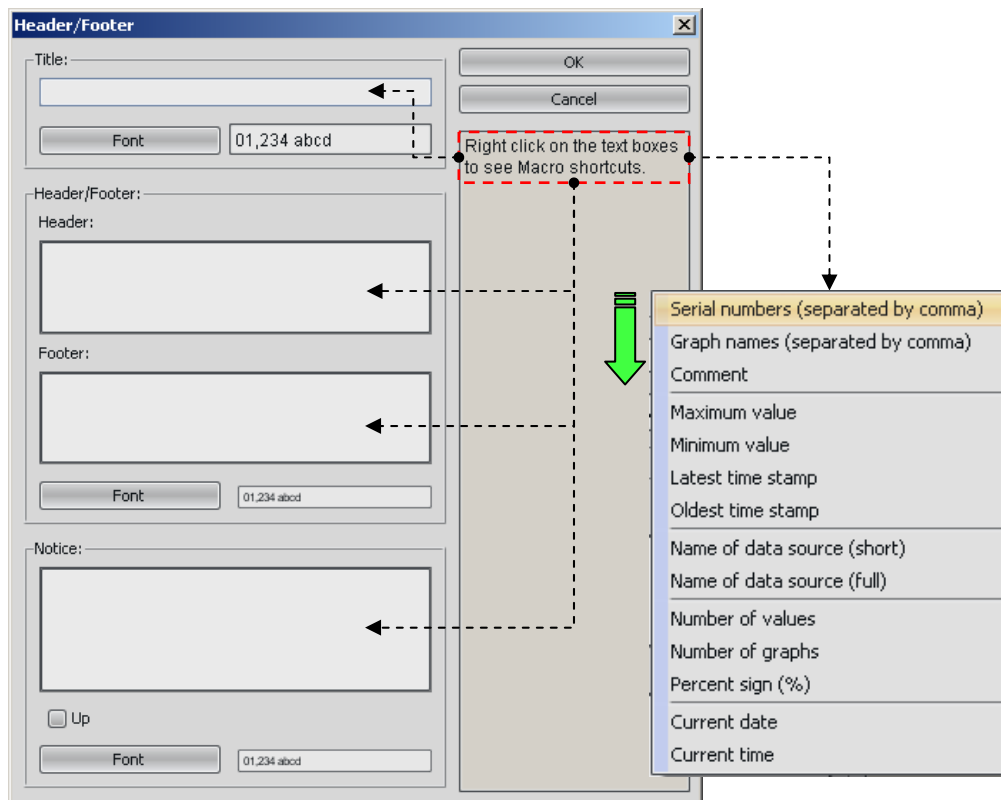 Header/Footer
Title:
Font
01,234 abcd
Header/Footer:
Header:
Footer:
Font
01,234 abcd
Notice:
Up
Font
01,234 abcd
OK
Cancel
Right click on the text boxes
to see Macro shortcuts.
Serial numbers (separated by comma)
Graph names (separated by comma)
Comment
Maximum value
Minimum value
Latest time stamp
Oldest time stamp
Name of data source (short)
Name of data source (full)
Number of values
Number of graphs
Percent sign (%)
Current date
Current time